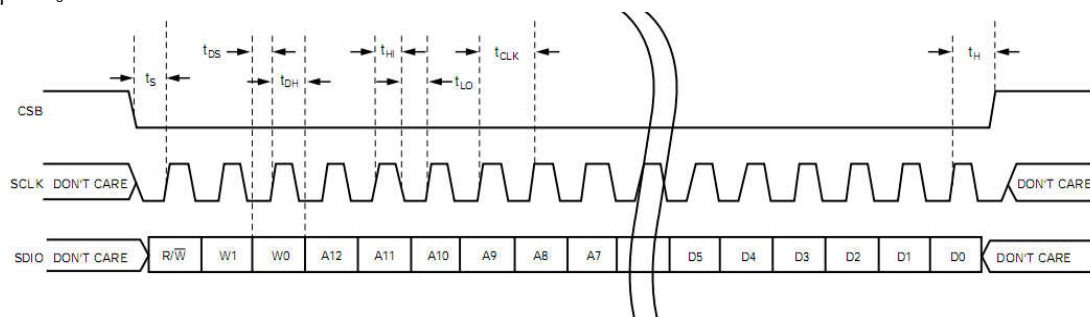 tDS tHI tCLK tH
tS tDH tLO
CSB
SCLK DON'T CARE DON'T CARE
SDIO DON'T CARE R/W̅ W1 W0 A12 A11 A10 A9 A8 A7 D5 D4 D3 D2 D1 D0 DON'T CARE